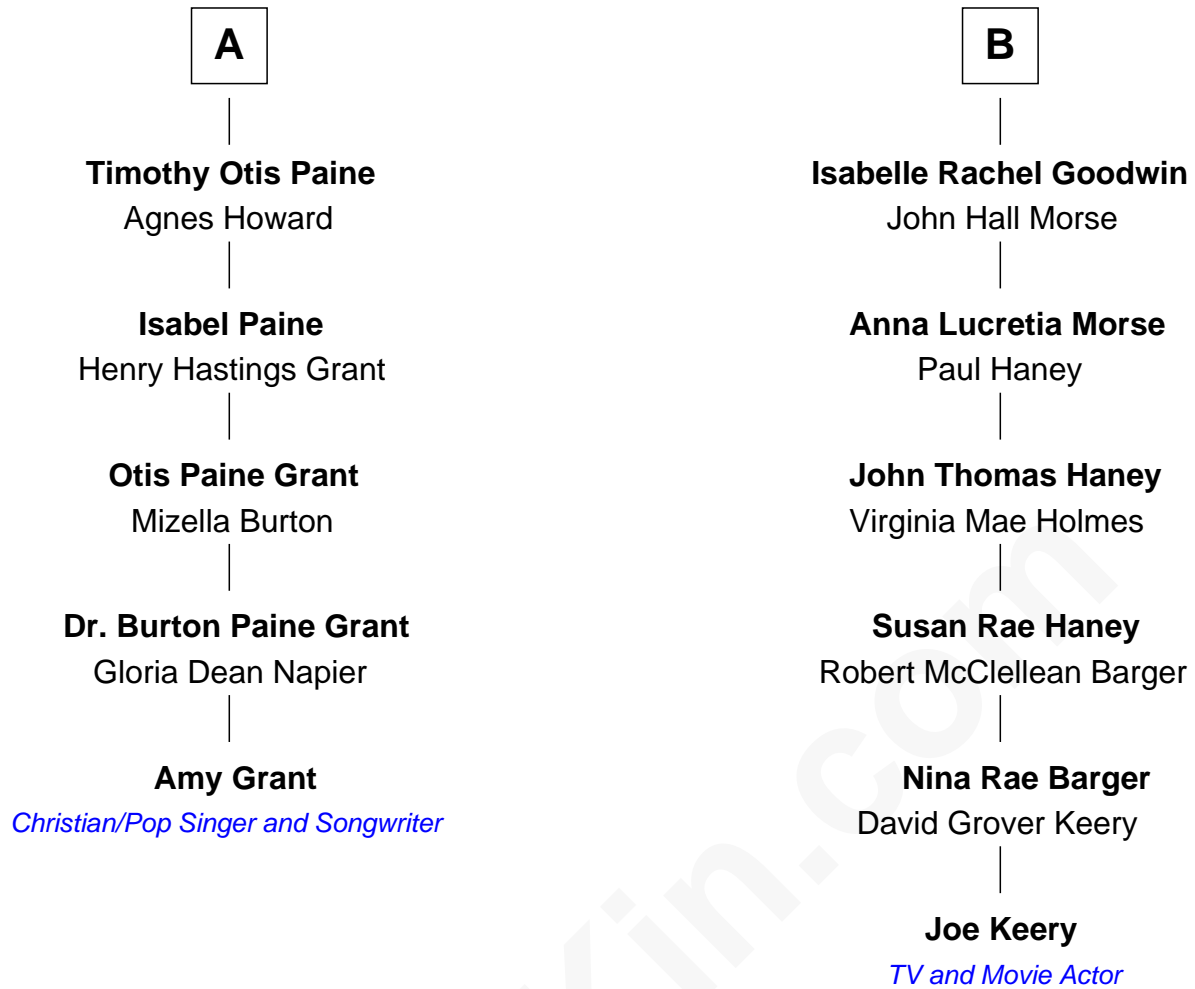 A
Timothy Otis Paine
Agnes Howard
Isabel Paine
Henry Hastings Grant
Otis Paine Grant
Mizella Burton
Dr. Burton Paine Grant
Gloria Dean Napier
Amy Grant
Christian/Pop Singer and Songwriter
B
Isabelle Rachel Goodwin
John Hall Morse
Anna Lucretia Morse
Paul Haney
John Thomas Haney
Virginia Mae Holmes
Susan Rae Haney
Robert McClellean Barger
Nina Rae Barger
David Grover Keery
Joe Keery
TV and Movie Actor
Kin.com